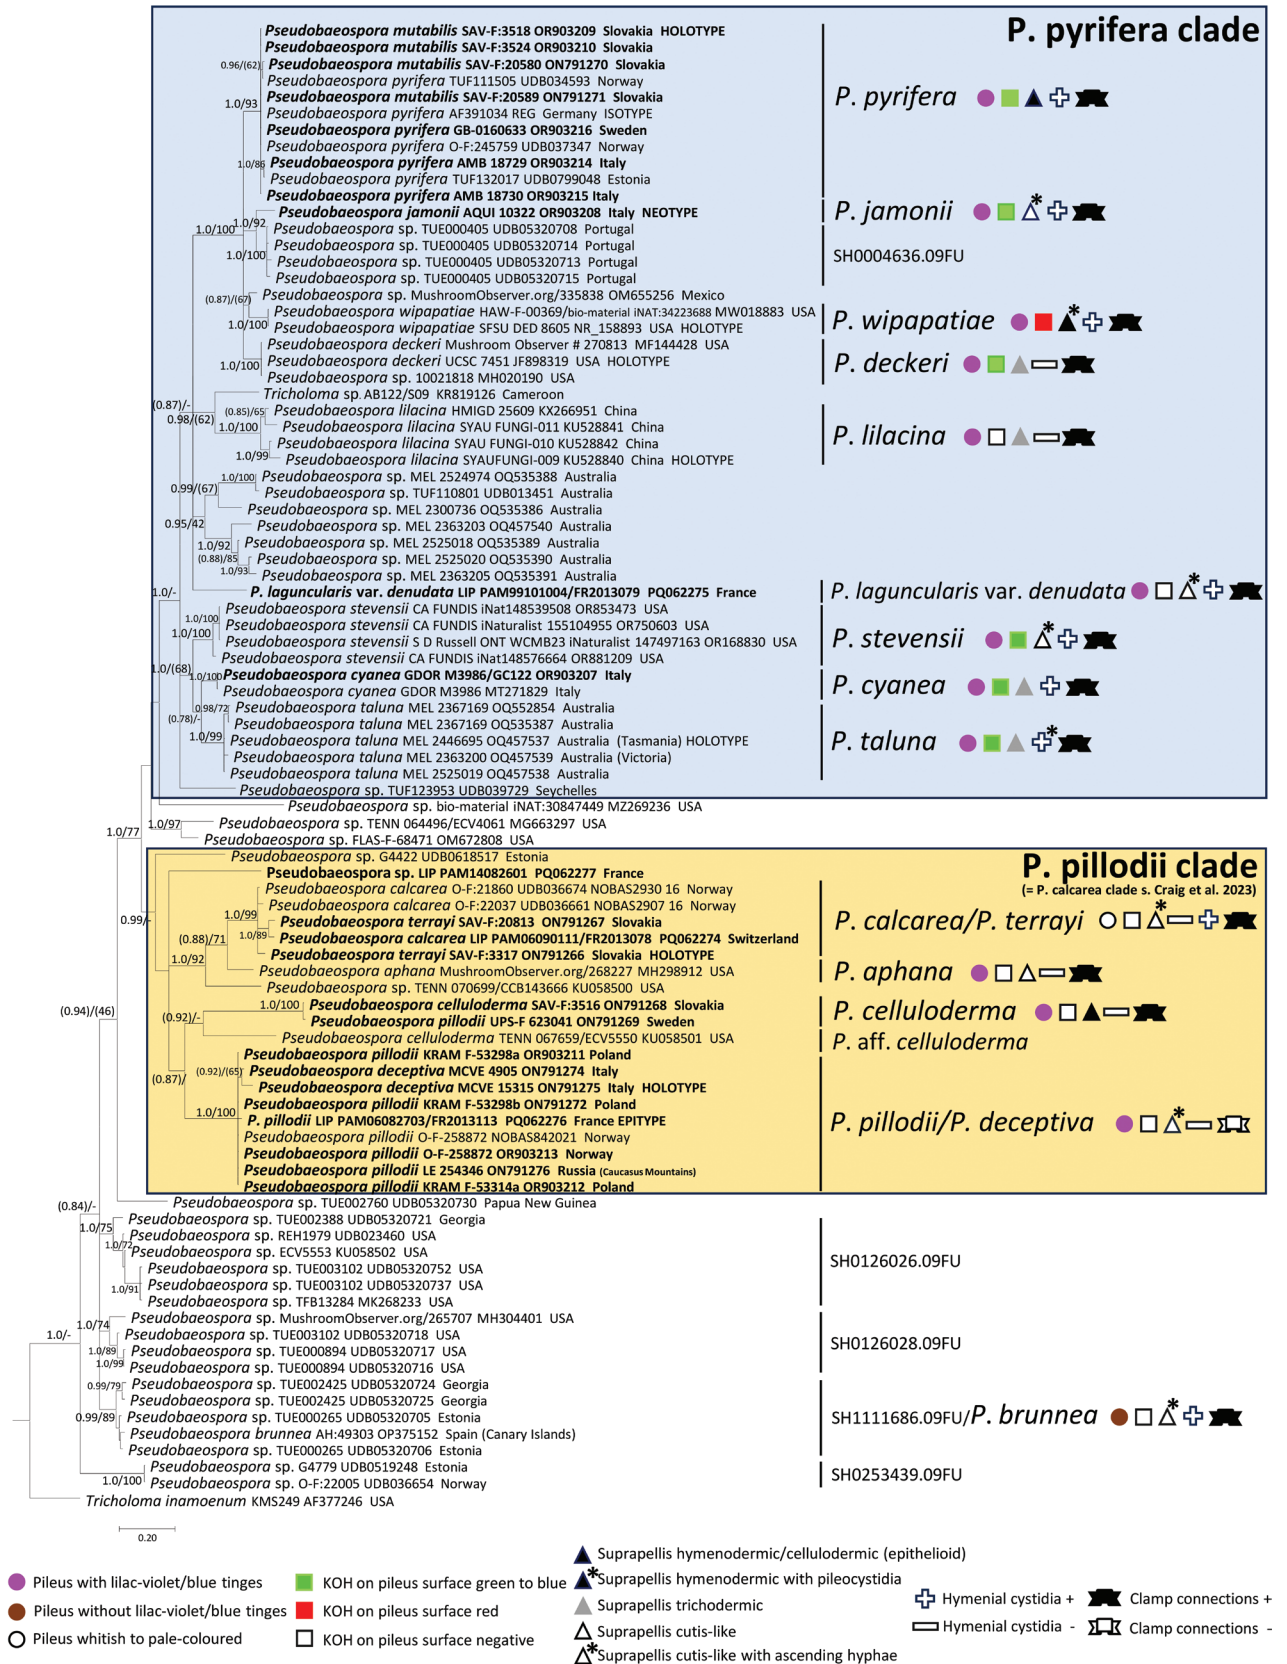 P. pyrifera clade
Pseudobaeospora mutabilis SAV-F:3518 OR903209 Slovakia HOLOTYPE
Pseudobaeospora mutabilis SAV-F:3524 OR903210 Slovakia
0.96/(62) Pseudobaeospora mutabilis SAV-F:20580 ON791270 Slovakia
Pseudobaeospora pyrifera TUF111505 UDB034593 Norway
1.0/93 Pseudobaeospora mutabilis SAV-F:20589 ON791271 Slovakia P. pyrifera
Pseudobaeospora pyrifera AF391034 REG Germany ISOTYPE
Pseudobaeospora pyrifera GB-0160633 OR903216 Sweden
Pseudobaeospora pyrifera O-F:245759 UDB037347 Norway
1.0/86 Pseudobaeospora pyrifera AMB 18729 OR903214 Italy
Pseudobaeospora pyrifera TUF132017 UDB0799048 Estonia
Pseudobaeospora pyrifera AMB 18730 OR903215 Italy
Pseudobaeospora jamonii AQUI 10322 OR903208 Italy NEOTYPE P. jamonii *
1.0/100 1.0/92 Pseudobaeospora sp. TUE000405 UDB05320708 Portugal
Pseudobaeospora sp. TUE000405 UDB05320714 Portugal
1.0/100 Pseudobaeospora sp. TUE000405 UDB05320713 Portugal SH0004636.09FU
Pseudobaeospora sp. TUE000405 UDB05320715 Portugal
(0.87)/(67) Pseudobaeospora sp. MushroomObserver.org/335838 OM655256 Mexico
Pseudobaeospora wipapatiae HAW-F-00369/bio-material iNAT:34223688 MW018883 USA P. wipapatiae *
1.0/100 Pseudobaeospora wipapatiae SFSU DED 8605 NR_158893 USA HOLOTYPE
Pseudobaeospora deckeri Mushroom Observer # 270813 MF144428 USA
1.0/100 Pseudobaeospora deckeri UCSC 7451 JF898319 USA HOLOTYPE P. deckeri
Pseudobaeospora sp. 10021818 MH020190 USA
Tricholoma sp. AB122/S09 KR819126 Cameroon
(0.87)/- 0.98/(62) (0.85)/65 Pseudobaeospora lilacina HMIGD 25609 KX266951 China
1.0/100 Pseudobaeospora lilacina SYAU FUNGI-011 KU528841 China P. lilacina
Pseudobaeospora lilacina SYAU FUNGI-010 KU528842 China
1.0/99 Pseudobaeospora lilacina SYAUFUNGI-009 KU528840 China HOLOTYPE
1.0/100 Pseudobaeospora sp. MEL 2524974 OQ535388 Australia
0.99/(67) Pseudobaeospora sp. TUF110801 UDB013451 Australia
Pseudobaeospora sp. MEL 2300736 OQ535386 Australia
0.95/42 Pseudobaeospora sp. MEL 2363203 OQ457540 Australia
1.0/92 Pseudobaeospora sp. MEL 2525018 OQ535389 Australia
(0.88)/85 Pseudobaeospora sp. MEL 2525020 OQ535390 Australia
1.0/93 Pseudobaeospora sp. MEL 2363205 OQ535391 Australia
1.0/- P. laguncularis var. denudata LIP PAM99101004/FR2013079 PQ062275 France P. laguncularis var. denudata *
Pseudobaeospora stevensii CA FUNDIS iNat148539508 OR853473 USA
1.0/100 Pseudobaeospora stevensii CA FUNDIS iNaturalist 155104955 OR750603 USA
1.0/100 Pseudobaeospora stevensii S D Russell ONT WCMB23 iNaturalist 147497163 OR168830 USA P. stevensii *
Pseudobaeospora stevensii CA FUNDIS iNat148576664 OR881209 USA
1.0/(68) 1.0/100 Pseudobaeospora cyanea GDOR M3986/GC122 OR903207 Italy P. cyanea
Pseudobaeospora cyanea GDOR M3986 MT271829 Italy
0.98/72 Pseudobaeospora taluna MEL 2367169 OQ552854 Australia
(0.78)/- Pseudobaeospora taluna MEL 2367169 OQ535387 Australia
1.0/99 Pseudobaeospora taluna MEL 2446695 OQ457537 Australia (Tasmania) HOLOTYPE P. taluna *
Pseudobaeospora taluna MEL 2363200 OQ457539 Australia (Victoria)
Pseudobaeospora taluna MEL 2525019 OQ457538 Australia
Pseudobaeospora sp. TUF123953 UDB039729 Seychelles
Pseudobaeospora sp. bio-material iNAT:30847449 MZ269236 USA
1.0/77 1.0/97 Pseudobaeospora sp. TENN 064496/ECV4061 MG663297 USA
Pseudobaeospora sp. FLAS-F-68471 OM672808 USA
P. pillodii clade
(= P. calcarea clade s. Craig et al. 2023)
Pseudobaeospora sp. G4422 UDB0618517 Estonia
Pseudobaeospora sp. LIP PAM14082601 PQ062277 France
Pseudobaeospora calcarea O-F:21860 UDB036674 NOBAS2930 16 Norway
Pseudobaeospora calcarea O-F:22037 UDB036661 NOBAS2907 16 Norway
0.99/- 1.0/99 Pseudobaeospora terrayi SAV-F:20813 ON791267 Slovakia P. calcarea/P. terrayi *
(0.88)/71 1.0/89 Pseudobaeospora calcarea LIP PAM06090111/FR2013078 PQ062274 Switzerland
1.0/92 Pseudobaeospora terrayi SAV-F:3317 ON791266 Slovakia HOLOTYPE
Pseudobaeospora aphana MushroomObserver.org/268227 MH298912 USA P. aphana
Pseudobaeospora sp. TENN 070699/CCB143666 KU058500 USA
(0.94)/(46) 1.0/100 Pseudobaeospora celluloderma SAV-F:3516 ON791268 Slovakia P. celluloderma
(0.92)/- Pseudobaeospora pillodii UPS-F 623041 ON791269 Sweden
Pseudobaeospora celluloderma TENN 067659/ECV5550 KU058501 USA P. aff. celluloderma
Pseudobaeospora pillodii KRAM F-53298a OR903211 Poland
(0.87)/ (0.92)/(65) Pseudobaeospora deceptiva MCVE 4905 ON791274 Italy
Pseudobaeospora deceptiva MCVE 15315 ON791275 Italy HOLOTYPE
1.0/100 Pseudobaeospora pillodii KRAM F-53298b ON791272 Poland
P. pillodii LIP PAM06082703/FR2013113 PQ062276 France EPITYPE P. pillodii/P. deceptiva *
Pseudobaeospora pillodii O-F-258872 NOBAS842021 Norway
Pseudobaeospora pillodii O-F-258872 OR903213 Norway
Pseudobaeospora pillodii LE 254346 ON791276 Russia (Caucasus Mountains)
Pseudobaeospora pillodii KRAM F-53314a OR903212 Poland
(0.84)/- Pseudobaeospora sp. TUE002760 UDB05320730 Papua New Guinea
1.0/75 Pseudobaeospora sp. TUE002388 UDB05320721 Georgia
Pseudobaeospora sp. REH1979 UDB023460 USA
1.0/72 Pseudobaeospora sp. ECV5553 KU058502 USA SH0126026.09FU
Pseudobaeospora sp. TUE003102 UDB05320752 USA
1.0/91 Pseudobaeospora sp. TUE003102 UDB05320737 USA
Pseudobaeospora sp. TFB13284 MK268233 USA
1.0/74 Pseudobaeospora sp. MushroomObserver.org/265707 MH304401 USA
1.0/- Pseudobaeospora sp. TUE003102 UDB05320718 USA SH0126028.09FU
1.0/89 Pseudobaeospora sp. TUE000894 UDB05320717 USA
1.0/99 Pseudobaeospora sp. TUE000894 UDB05320716 USA
0.99/79 Pseudobaeospora sp. TUE002425 UDB05320724 Georgia
Pseudobaeospora sp. TUE002425 UDB05320725 Georgia
0.99/89 Pseudobaeospora sp. TUE000265 UDB05320705 Estonia SH1111686.09FU/P. brunnea *
Pseudobaeospora brunnea AH:49303 OP375152 Spain (Canary Islands)
Pseudobaeospora sp. TUE000265 UDB05320706 Estonia
Pseudobaeospora sp. G4779 UDB0519248 Estonia
1.0/100 Pseudobaeospora sp. O-F:22005 UDB036654 Norway SH0253439.09FU
Tricholoma inamoenum KMS249 AF377246 USA
0.20
Pileus with lilac-violet/blue tinges
Pileus without lilac-violet/blue tinges
Pileus whitish to pale-coloured
KOH on pileus surface green to blue
KOH on pileus surface red
KOH on pileus surface negative
Suprapellis hymenodermic/cellulodermic (epithelioid)
* Suprapellis hymenodermic with pileocystidia
Suprapellis trichodermic
Suprapellis cutis-like
* Suprapellis cutis-like with ascending hyphae
Hymenial cystidia +
Hymenial cystidia -
Clamp connections +
Clamp connections -